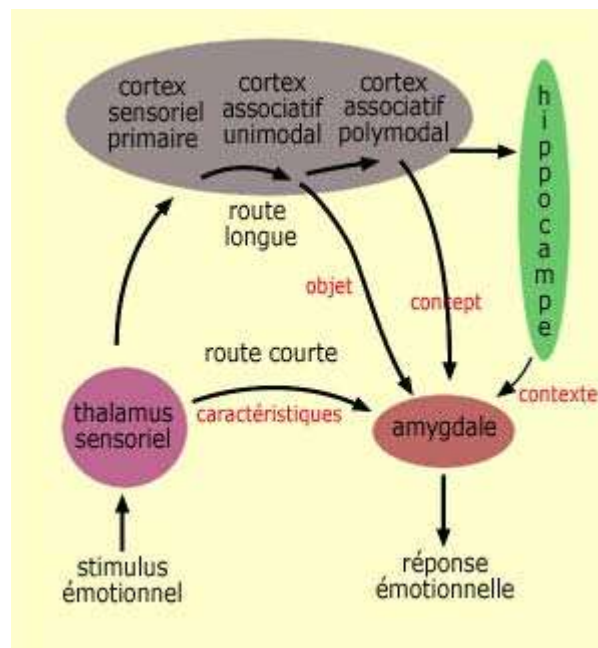 cortex
sensoriel
primaire
cortex
associatif
unimodal
cortex
associatif
polymodal
hippocampe
route
longue
objet
concept
route courte
caractéristiques
contexte
thalamus
sensoriel
amygdale
stimulus
émotionnel
réponse
émotionnelle